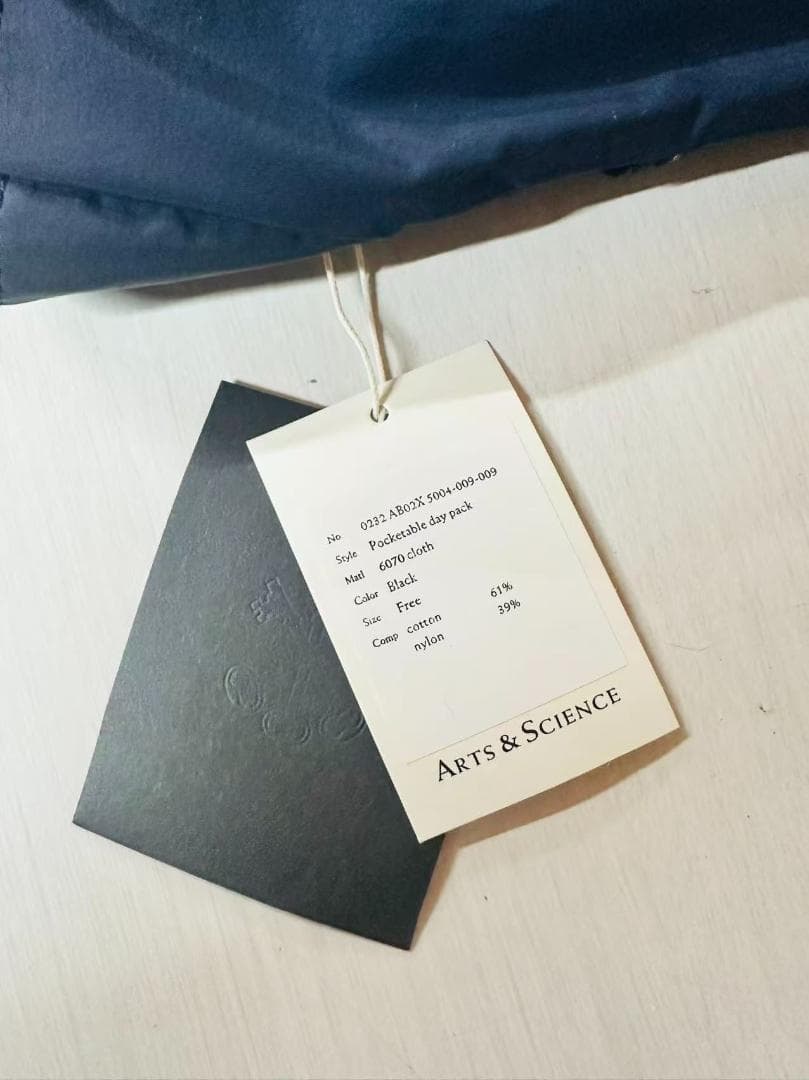 No 0232 AB02X 5004-009-009
Style Pocketable day pack
Matl 6070 cloth
Color Black
Size Free
Comp cotton 61%
nylon 39%
ARTS & SCIENCE